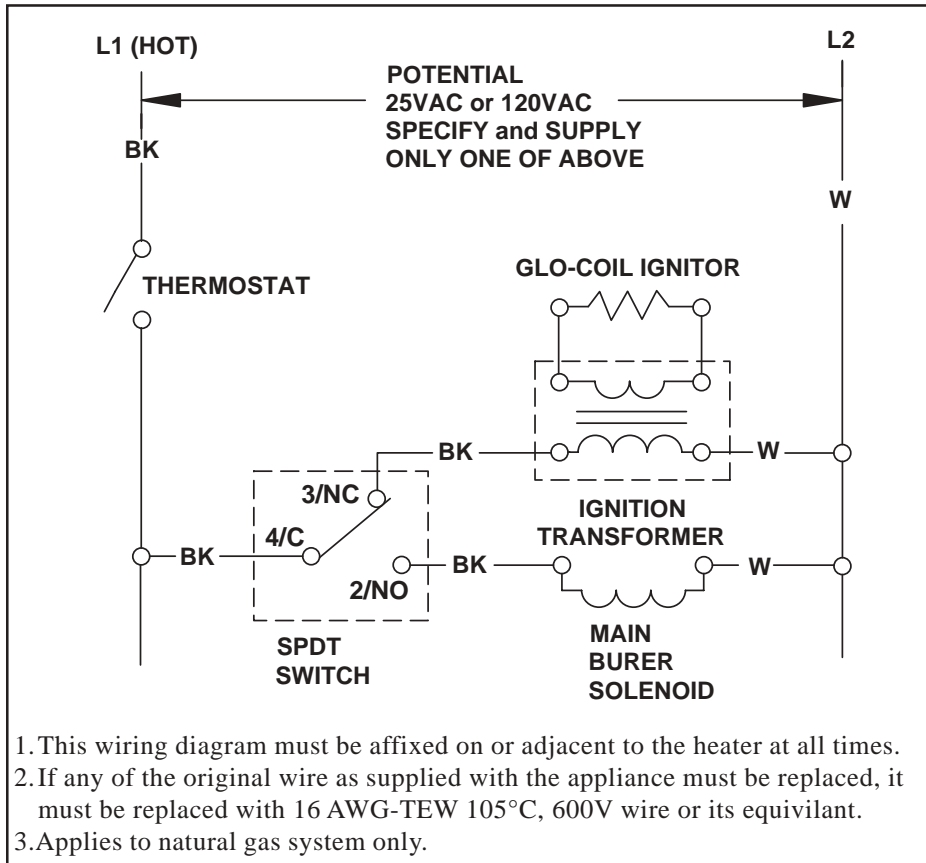 L1 (HOT)
L2
POTENTIAL
25VAC or 120VAC
SPECIFY and SUPPLY
ONLY ONE OF ABOVE
BK
W
THERMOSTAT
GLO-COIL IGNITOR
BK
W
3/NC
IGNITION
TRANSFORMER
4/C
BK
2/NO
BK
W
SPDT
SWITCH
MAIN
BURER
SOLENOID
1.This wiring diagram must be affixed on or adjacent to the heater at all times.
2.If any of the original wire as supplied with the appliance must be replaced, it
must be replaced with 16 AWG-TEW 105°C, 600V wire or its equivilant.
3.Applies to natural gas system only.